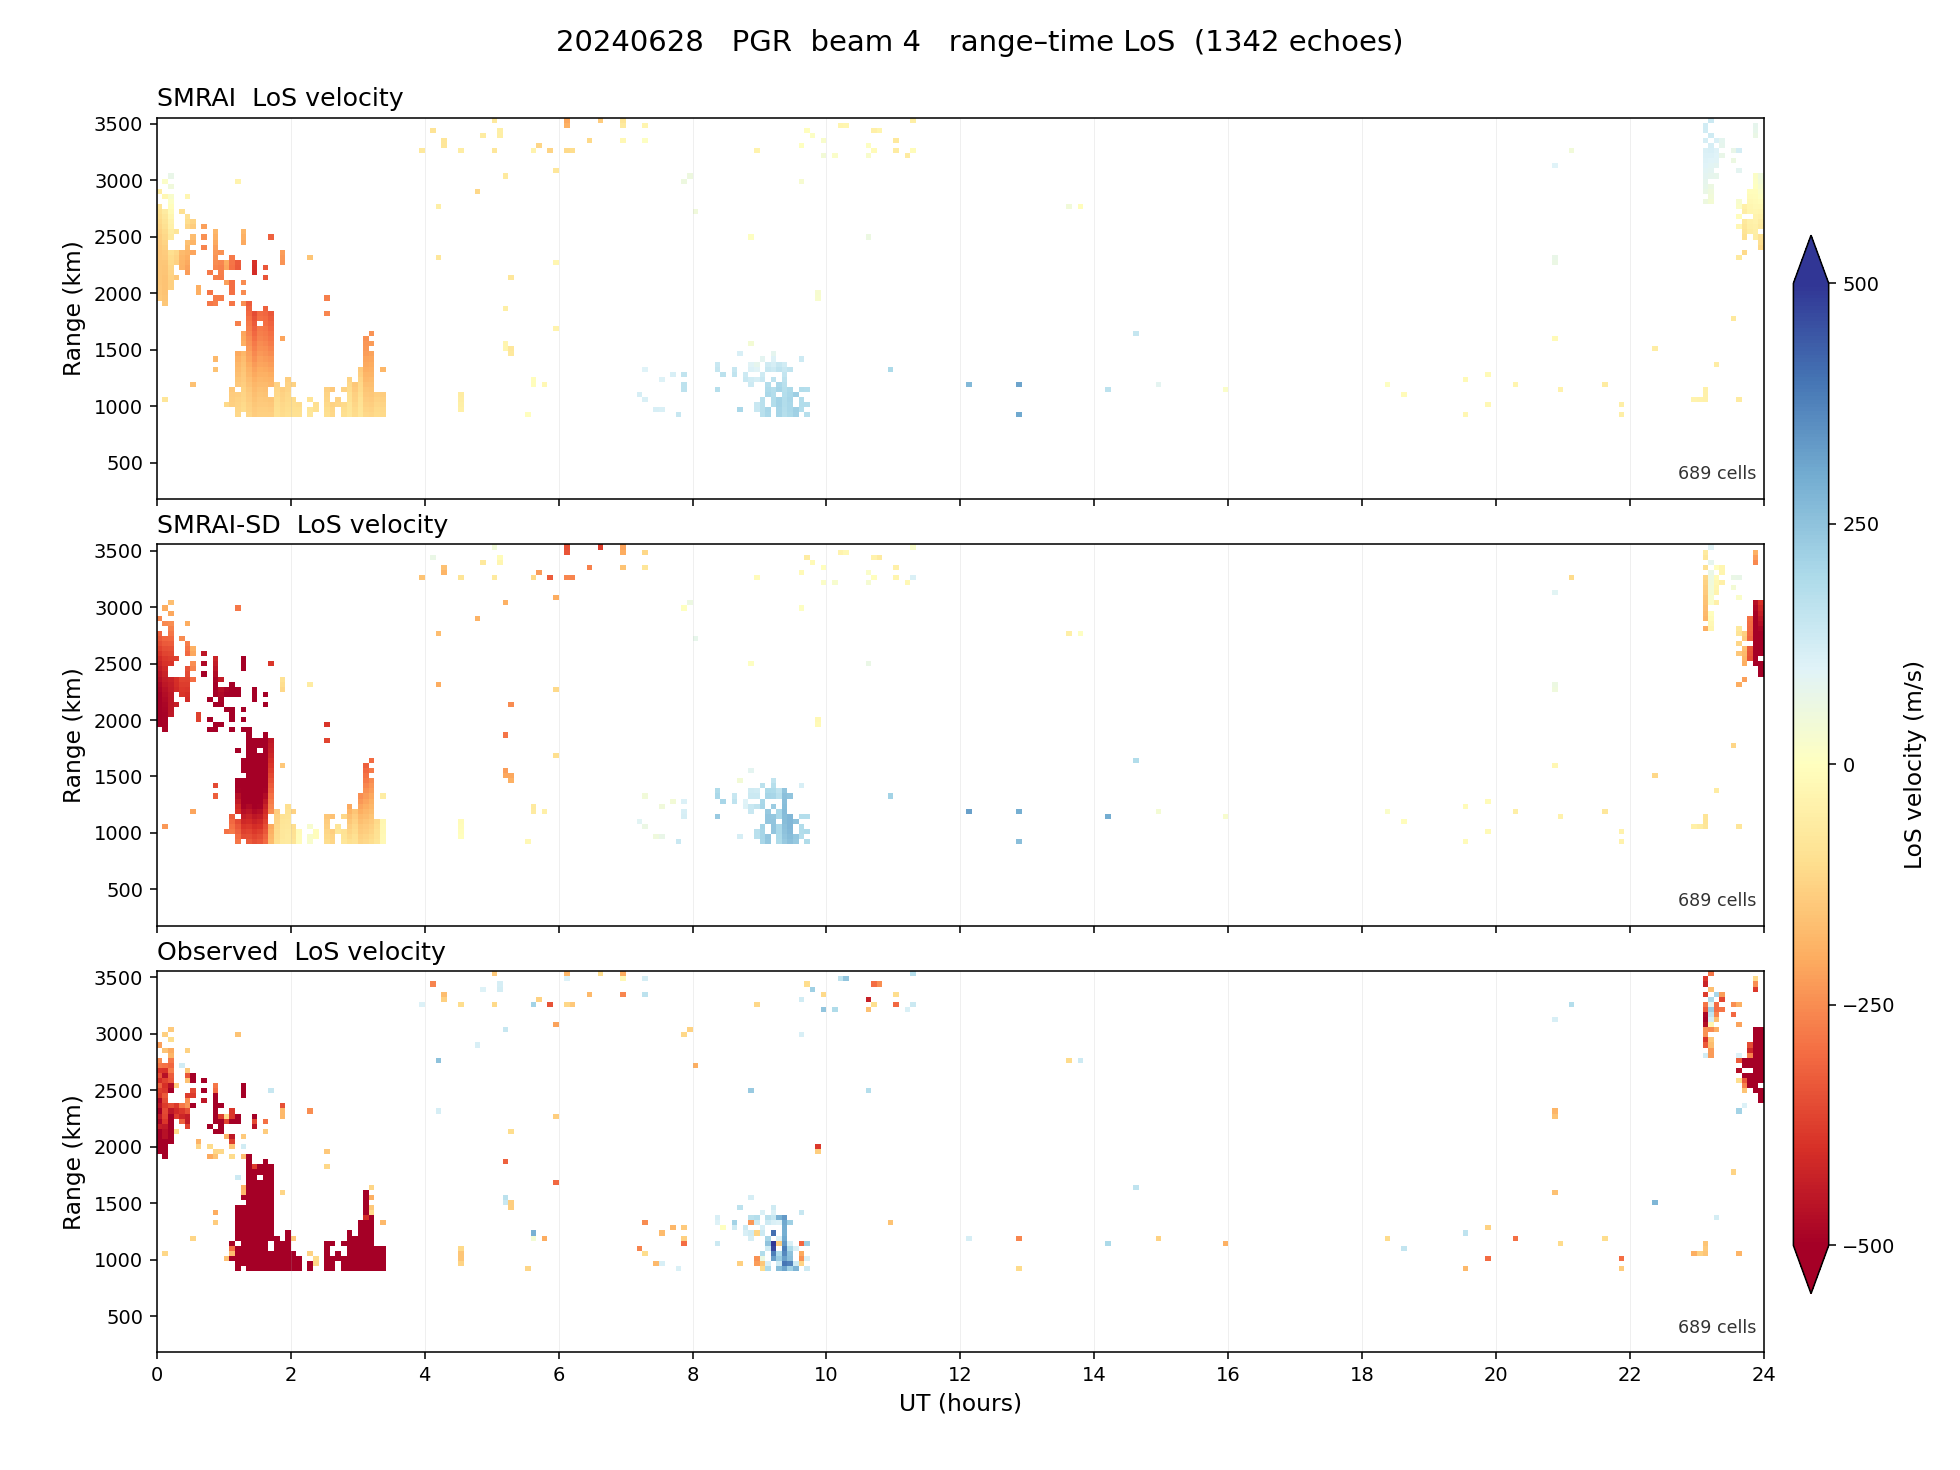 20240628   PGR  beam 4   range–time LoS  (1342 echoes)
SMRAI  LoS velocity
3500
3000
2500
2000
1500
1000
500
Range (km)
689 cells
SMRAI-SD  LoS velocity
3500
3000
2500
2000
1500
1000
500
Range (km)
689 cells
Observed  LoS velocity
3500
3000
2500
2000
1500
1000
500
Range (km)
689 cells
0 2 4 6 8 10 12 14 16 18 20 22 24
UT (hours)
500
250
0
−250
−500
LoS velocity (m/s)